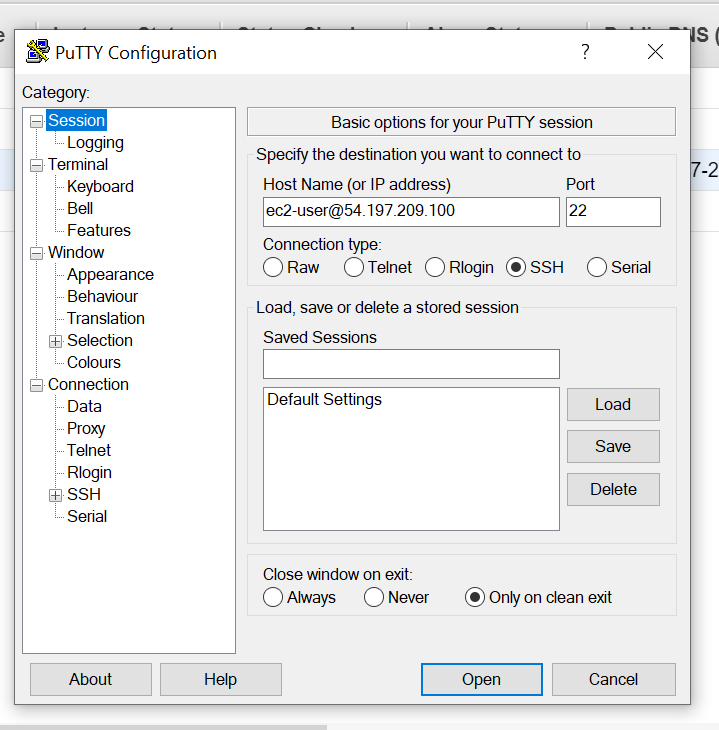 PuTTY Configuration
?
Category:
Session
Logging
Terminal
Keyboard
Bell
Features
Window
Appearance
Behaviour
Translation
Selection
Colours
Connection
Data
Proxy
Telnet
Rlogin
SSH
Serial
Basic options for your PuTTY session
Specify the destination you want to connect to
Host Name (or IP address) Port
ec2-user@54.197.209.100 22
Connection type:
Raw Telnet Rlogin SSH Serial
Load, save or delete a stored session
Saved Sessions
Default Settings
Load
Save
Delete
Close window on exit:
Always Never Only on clean exit
About Help Open Cancel
7-2